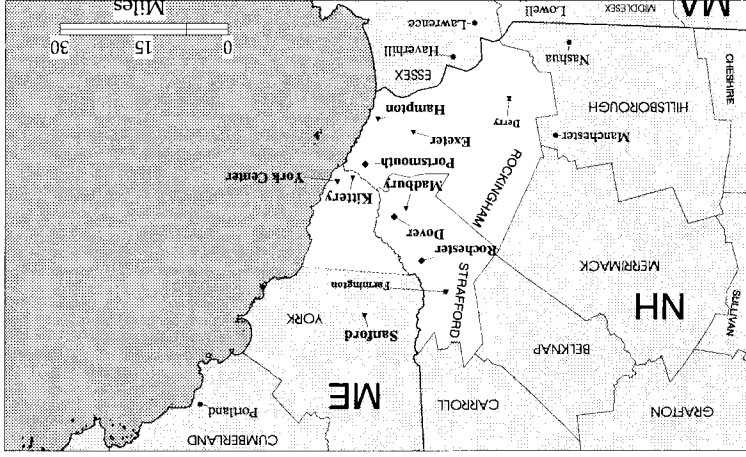 CUMBERLAND
GRAFTON
CARROLL
Portland
ME
BELKNAP
Sanford
YORK
SULLIVAN
NH
STRAFFORD
Farmington
MERRIMACK
Rochester
Dover
ROCKINGHAM
Madbury
Kittery
York Center
Portsmouth
Manchester
Exeter
Derry
Hampton
HILLSBOROUGH
CHESHIRE
ESSEX
Nashua
Haverhill
0 15 30
Lawrence
MA
MIDDLESEX
Lowell
Miles